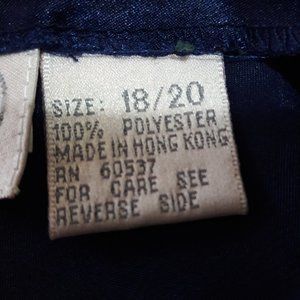 SIZE: 18/20
100% POLYESTER
MADE IN HONG KONG
RN 60537
FOR CARE SEE
REVERSE SIDE